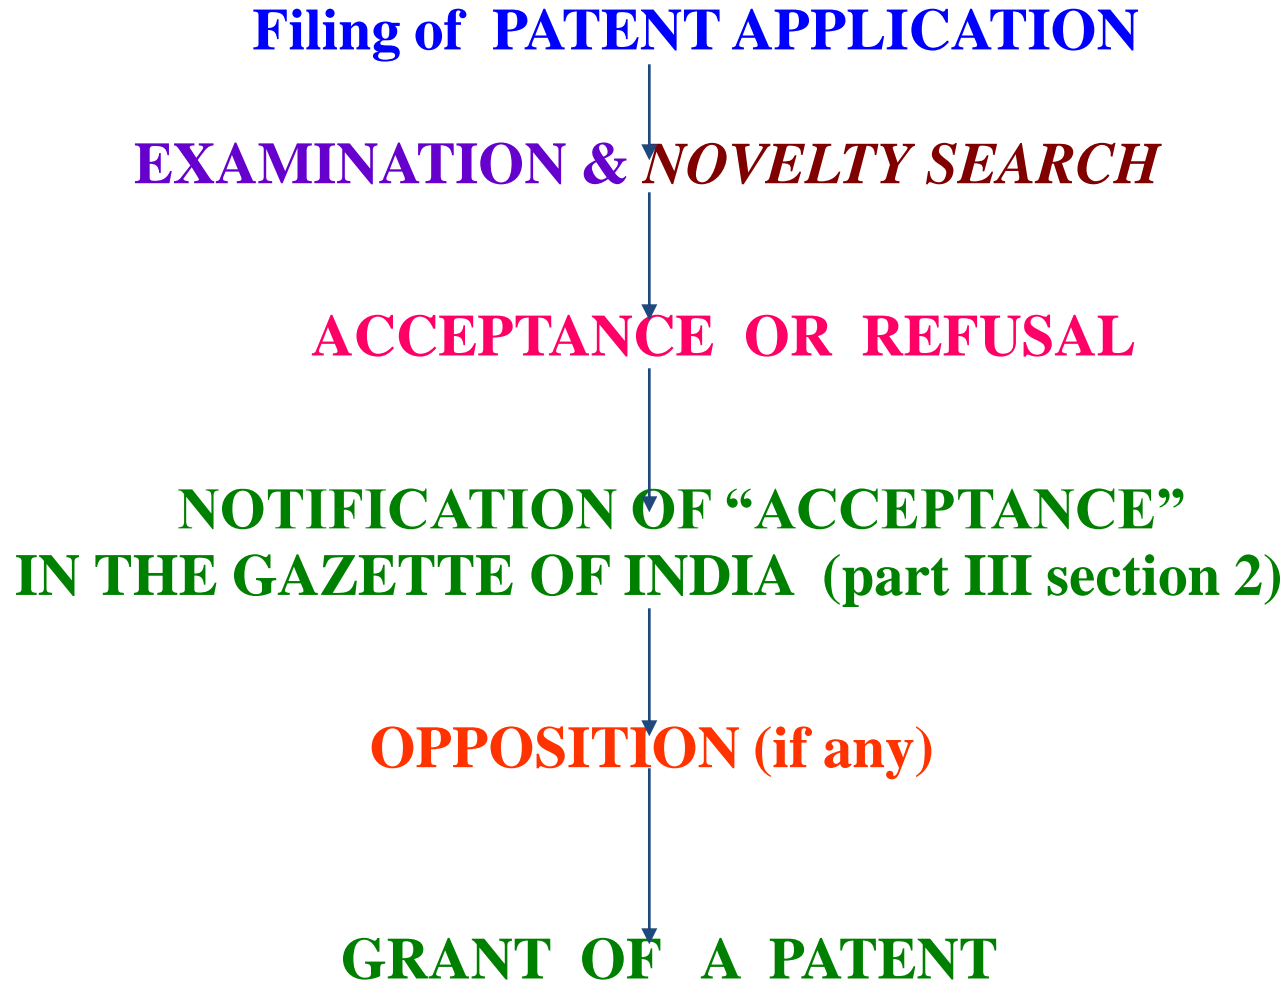 Filing of PATENT APPLICATION
EXAMINATION & NOVELTY SEARCH
ACCEPTANCE OR REFUSAL
NOTIFICATION OF “ACCEPTANCE”
IN THE GAZETTE OF INDIA (part III section 2)
OPPOSITION (if any)
GRANT OF A PATENT